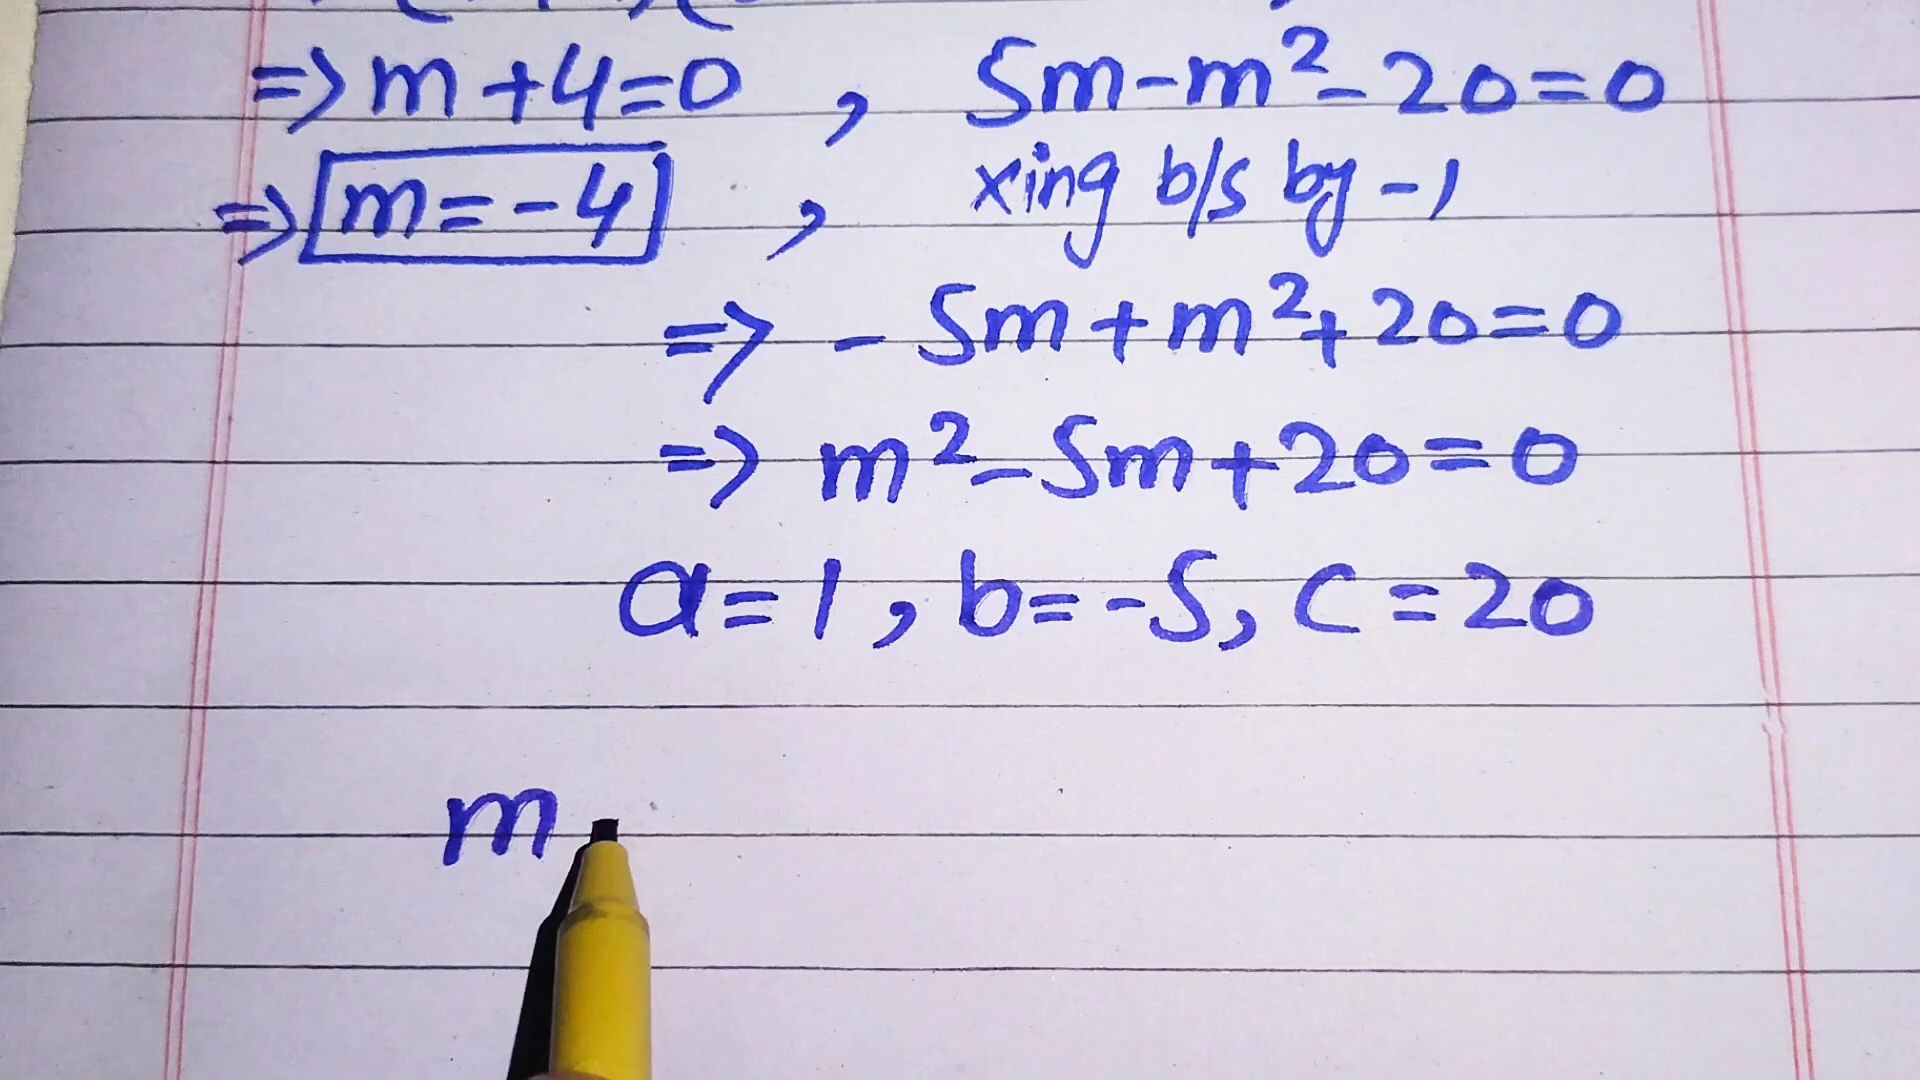 => m + 4 = 0 , 5m - m² - 20 = 0
=> m = -4 , xing b/s by -1
=> - 5m + m² + 20 = 0
=> m² - 5m + 20 = 0
a = 1 , b = -5, c = 20
m